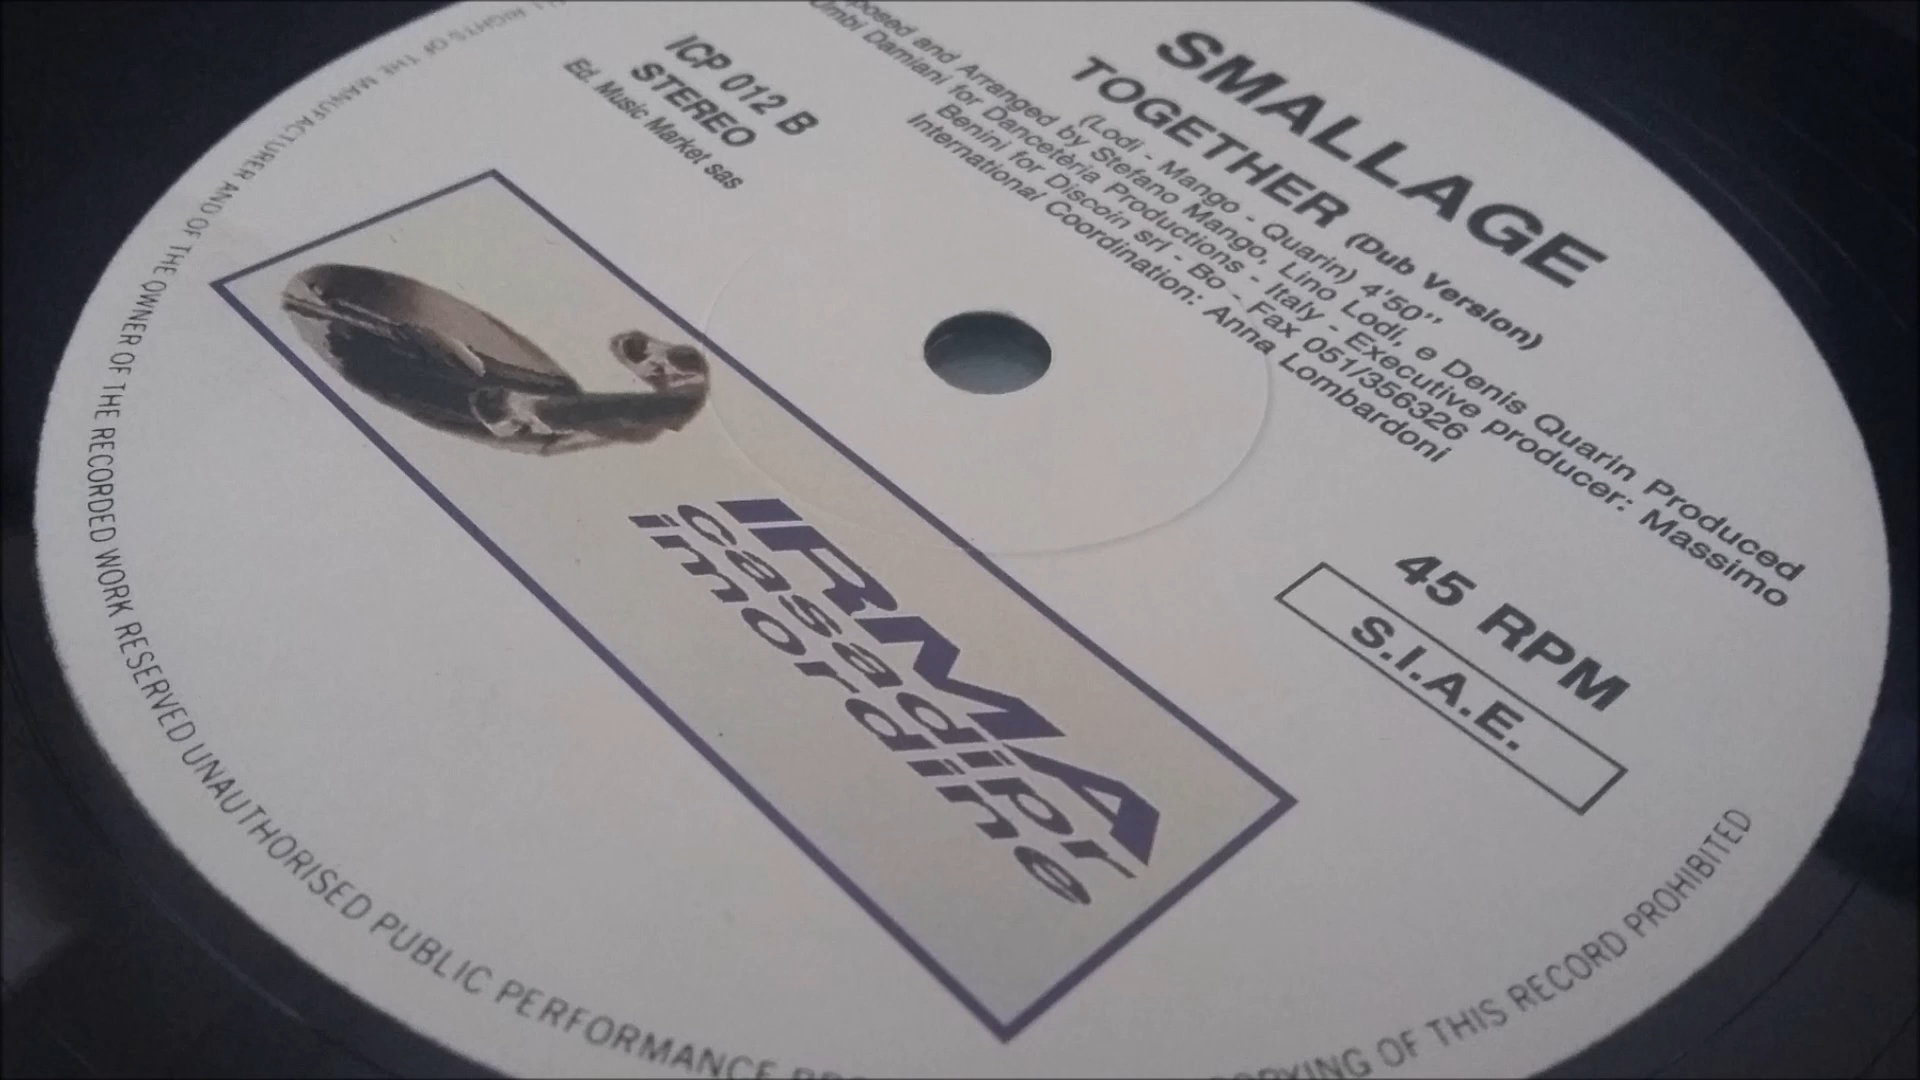 SMALLAGE
TOGETHER (Dub Version)
(Lodi - Mango - Quarin) 4'50''
and Arranged by Stefano Mango, Lino Lodi, e Denis Quarin Produced
Umbi Damiani for Dancetèria Productions - Italy - Executive producer: Massimo
Benini for Discoin srl - Bo - Fax 051/356326
International Coordination: Anna Lombardoni
ICP 012 B
STEREO
Ed. Music Market sas
45 RPM
S.I.A.E.
IRMA
casadipr
imordine
ALL RIGHTS OF THE MANUFACTURER AND OF THE OWNER OF THE RECORDED WORK RESERVED UNAUTHORISED PUBLIC PERFORMANCE
OF THIS RECORD PROHIBITED